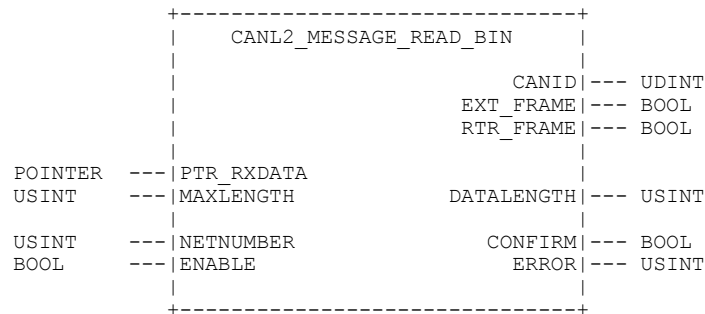 CANL2_MESSAGE_READ_BIN
CANID|--- UDINT
EXT_FRAME|--- BOOL
RTR_FRAME|--- BOOL
POINTER ---|PTR_RXDATA
USINT ---|MAXLENGTH DATALENGTH|--- USINT
USINT ---|NETNUMBER CONFIRM|--- BOOL
BOOL ---|ENABLE ERROR|--- USINT